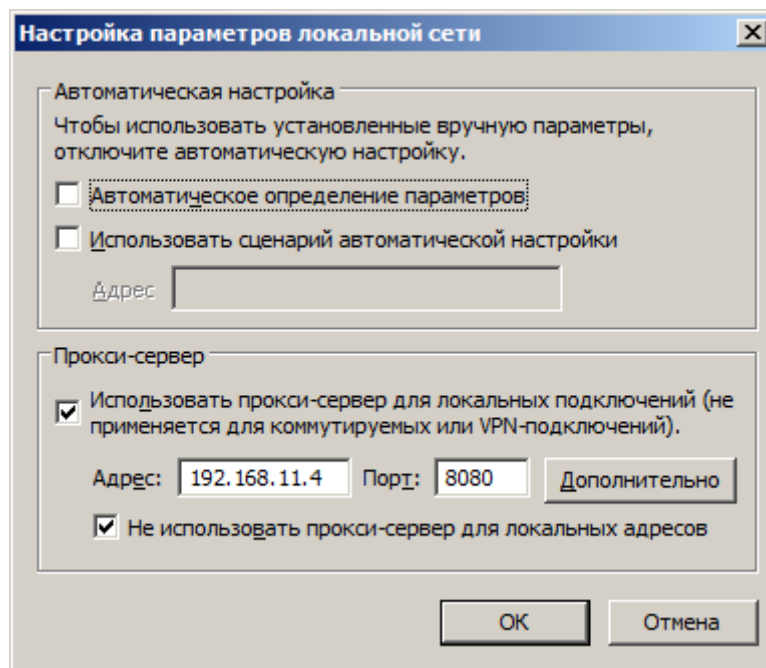 Настройка параметров локальной сети
Автоматическая настройка
Чтобы использовать установленные вручную параметры,
отключите автоматическую настройку.
Автоматическое определение параметров
Использовать сценарий автоматической настройки
Адрес
Прокси-сервер
Использовать прокси-сервер для локальных подключений (не
применяется для коммутируемых или VPN-подключений).
Адрес: 192.168.11.4 Порт: 8080 Дополнительно
Не использовать прокси-сервер для локальных адресов
ОК Отмена